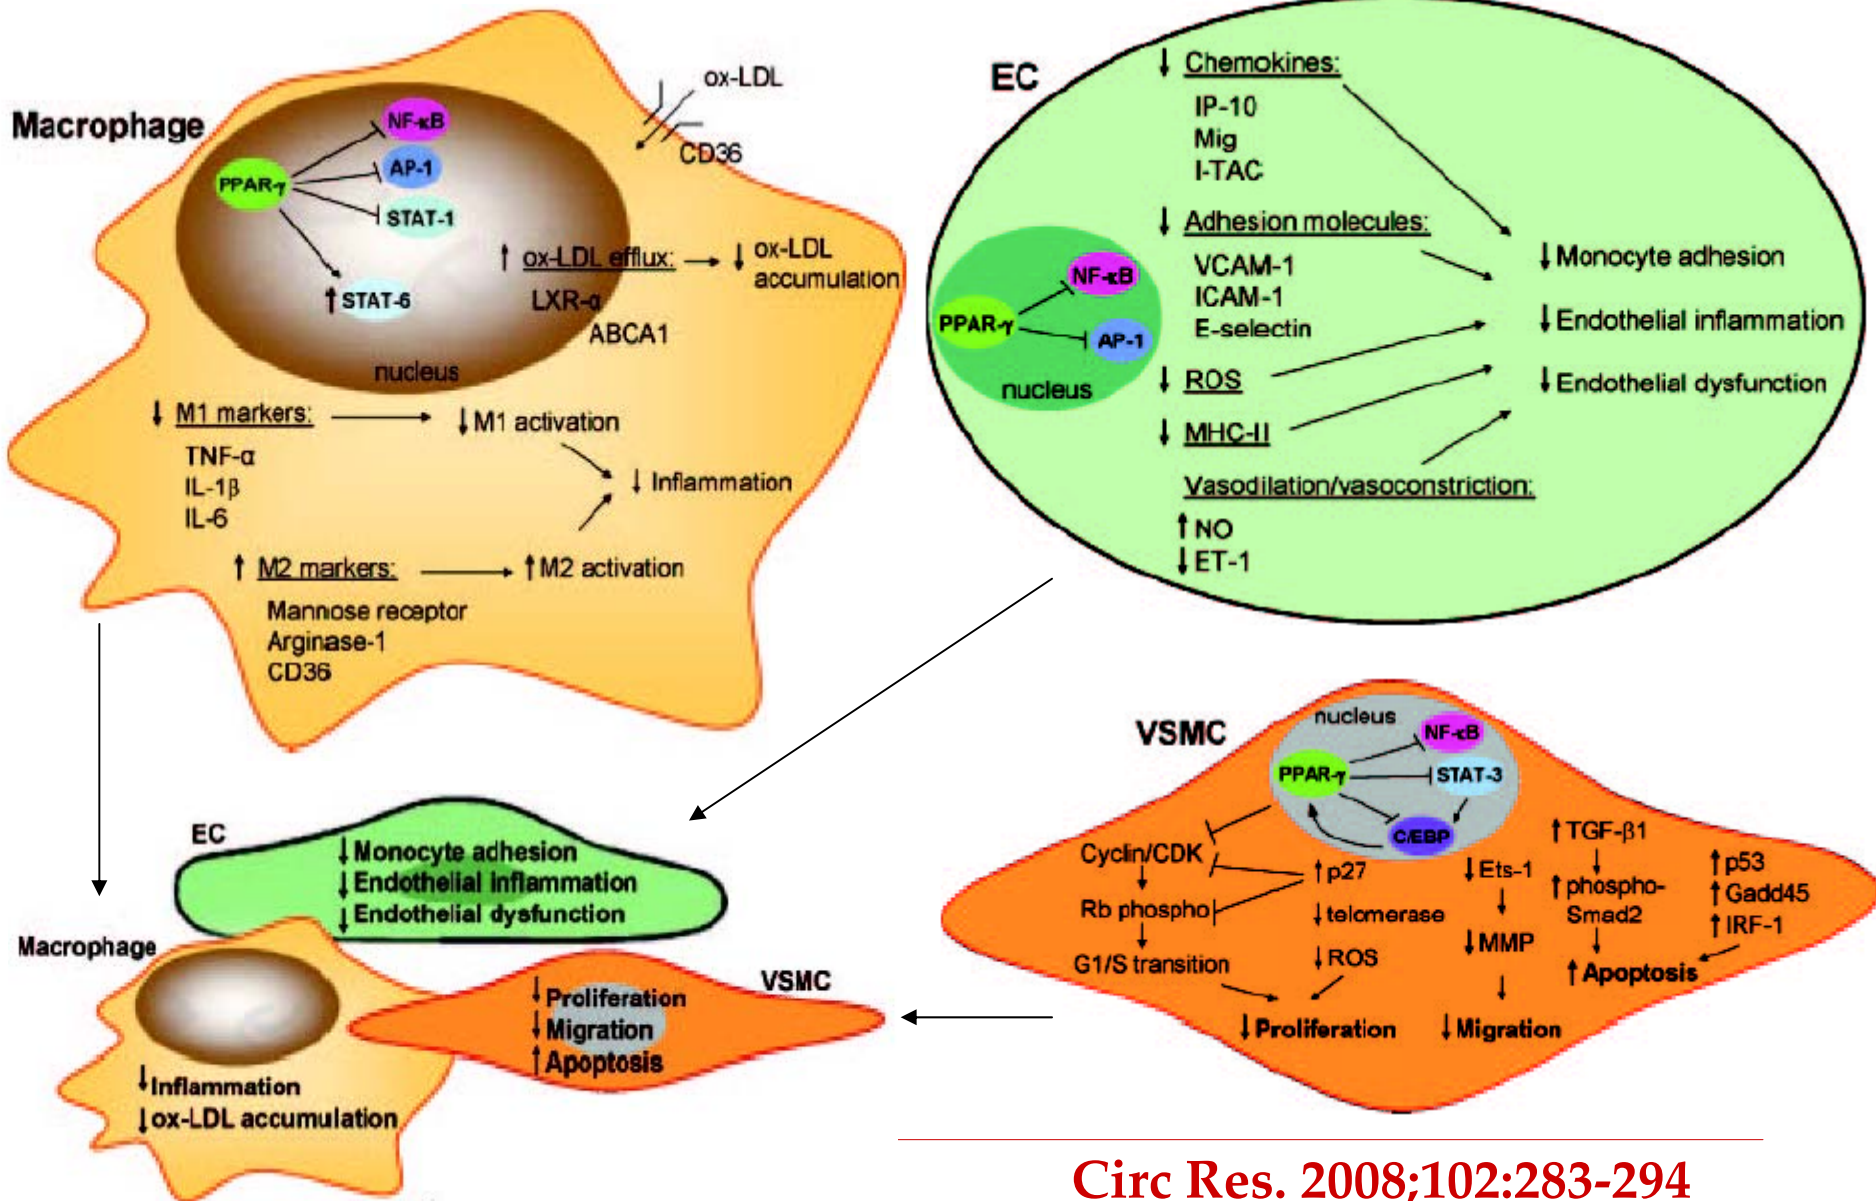 Macrophage
NF-κB
AP-1
PPAR-γ
STAT-1
STAT-6
nucleus
ox-LDL
CD36
ox-LDL efflux:
LXR-α
ABCA1
ox-LDL
accumulation
M1 markers:
TNF-α
IL-1β
IL-6
M1 activation
Inflammation
M2 markers:
Mannose receptor
Arginase-1
CD36
M2 activation
EC
Chemokines:
IP-10
Mig
I-TAC
Adhesion molecules:
VCAM-1
ICAM-1
E-selectin
NF-κB
PPAR-γ
AP-1
nucleus
ROS
MHC-II
Vasodilation/vasoconstriction:
NO
ET-1
Monocyte adhesion
Endothelial inflammation
Endothelial dysfunction
VSMC
nucleus
NF-κB
PPAR-γ
STAT-3
C/EBP
Cyclin/CDK
Rb phospho
G1/S transition
p27
telomerase
ROS
Proliferation
Ets-1
MMP
Migration
TGF-β1
phospho-
Smad2
p53
Gadd45
IRF-1
Apoptosis
EC
Monocyte adhesion
Endothelial inflammation
Endothelial dysfunction
Macrophage
Inflammation
ox-LDL accumulation
VSMC
Proliferation
Migration
Apoptosis
Circ Res. 2008;102:283-294